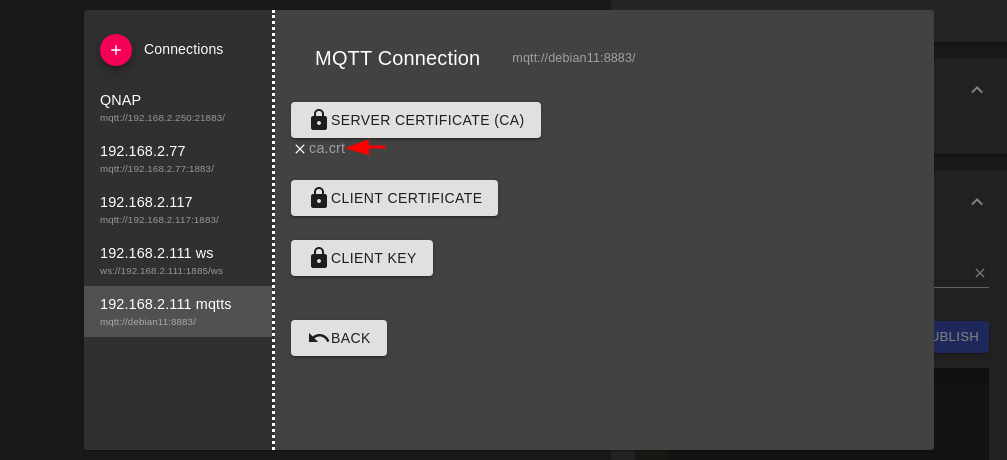 + Connections
QNAP
mqtt://192.168.2.250:21883/
192.168.2.77
mqtt://192.168.2.77:1883/
192.168.2.117
mqtt://192.168.2.117:1883/
192.168.2.111 ws
ws://192.168.2.111:1885/ws
192.168.2.111 mqtts
mqtt://debian11:8883/
MQTT Connection mqtt://debian11:8883/
SERVER CERTIFICATE (CA)
ca.crt
CLIENT CERTIFICATE
CLIENT KEY
BACK
UBLISH